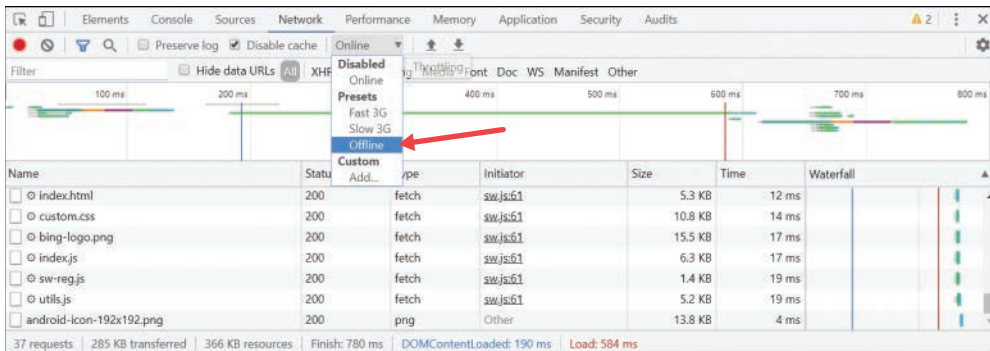 Elements Console Sources Network Performance Memory Application Security Audits 2
Preserve log Disable cache Online
Filter Hide data URLs All XHR Disabled Throttling Font Doc WS Manifest Other
Online
100 ms 200 ms Presets 400 ms 500 ms 600 ms 700 ms 800 ms
Fast 3G
Slow 3G
Offline
Custom
Add...
Name Initiator Size Time Waterfall
index.html 200 fetch sw.js:61 5.3 KB 12 ms
custom.css 200 fetch sw.js:61 10.8 KB 14 ms
bing-logo.png 200 fetch sw.js:61 15.5 KB 17 ms
index.js 200 fetch sw.js:61 6.3 KB 17 ms
sw-reg.js 200 fetch sw.js:61 1.4 KB 19 ms
utils.js 200 fetch sw.js:61 5.2 KB 19 ms
android-icon-192x192.png 200 png Other 13.8 KB 4 ms
37 requests 285 KB transferred 366 KB resources Finish: 780 ms DOMContentLoaded: 190 ms Load: 584 ms